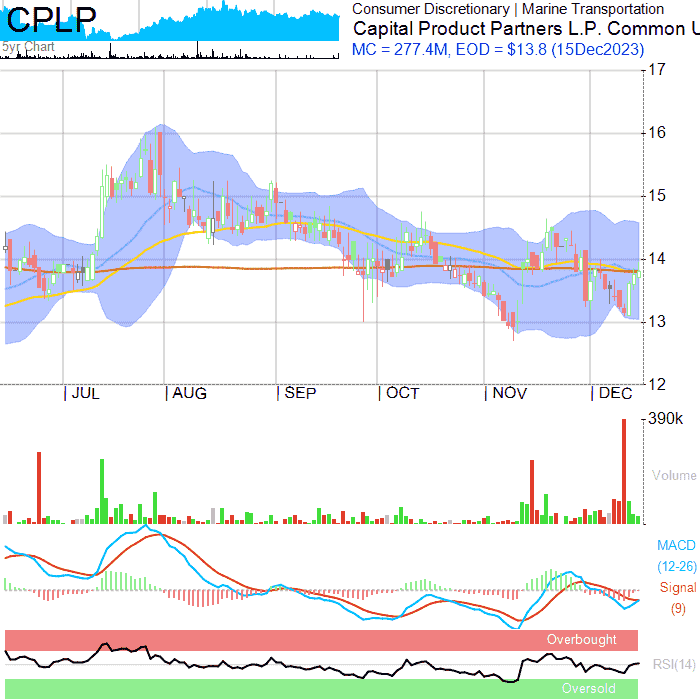 CPLP
5yr Chart
Consumer Discretionary | Marine Transportation
Capital Product Partners L.P. Common U
MC = 277.4M, EOD = $13.8 (15Dec2023)
17
16
15
14
13
12
JUL
AUG
SEP
OCT
NOV
DEC
390k
Volume
MACD
(12-26)
Signal
(9)
Overbought
RSI(14)
Oversold